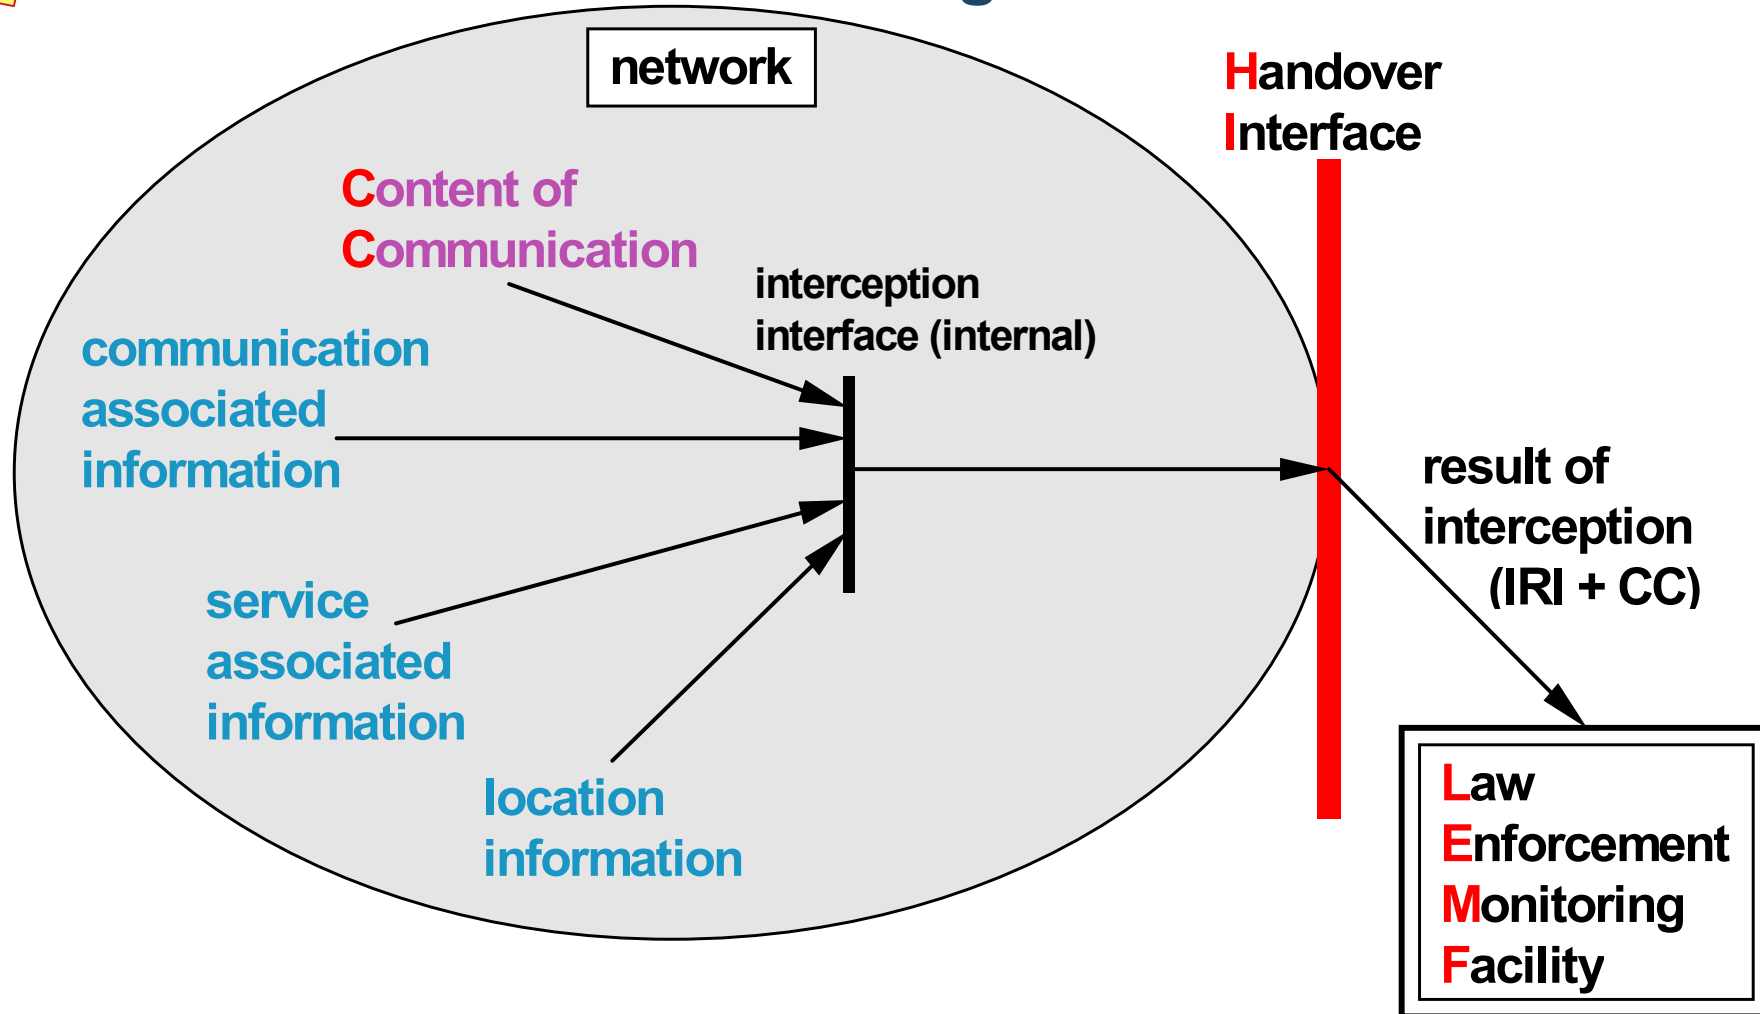 network
Handover
Interface
Content of
Communication
interception
interface (internal)
communication
associated
information
result of
interception
(IRI + CC)
service
associated
information
location
information
Law
Enforcement
Monitoring
Facility